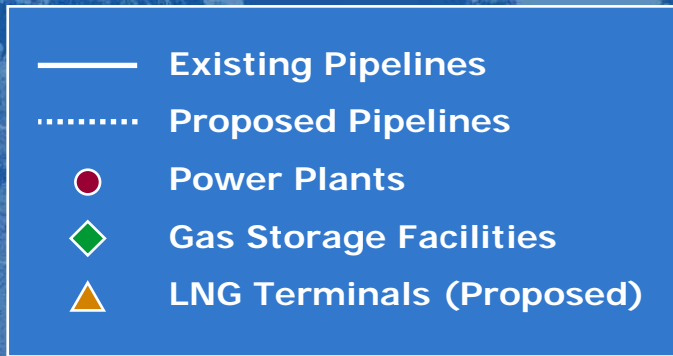 Existing Pipelines
Proposed Pipelines
Power Plants
Gas Storage Facilities
LNG Terminals (Proposed)